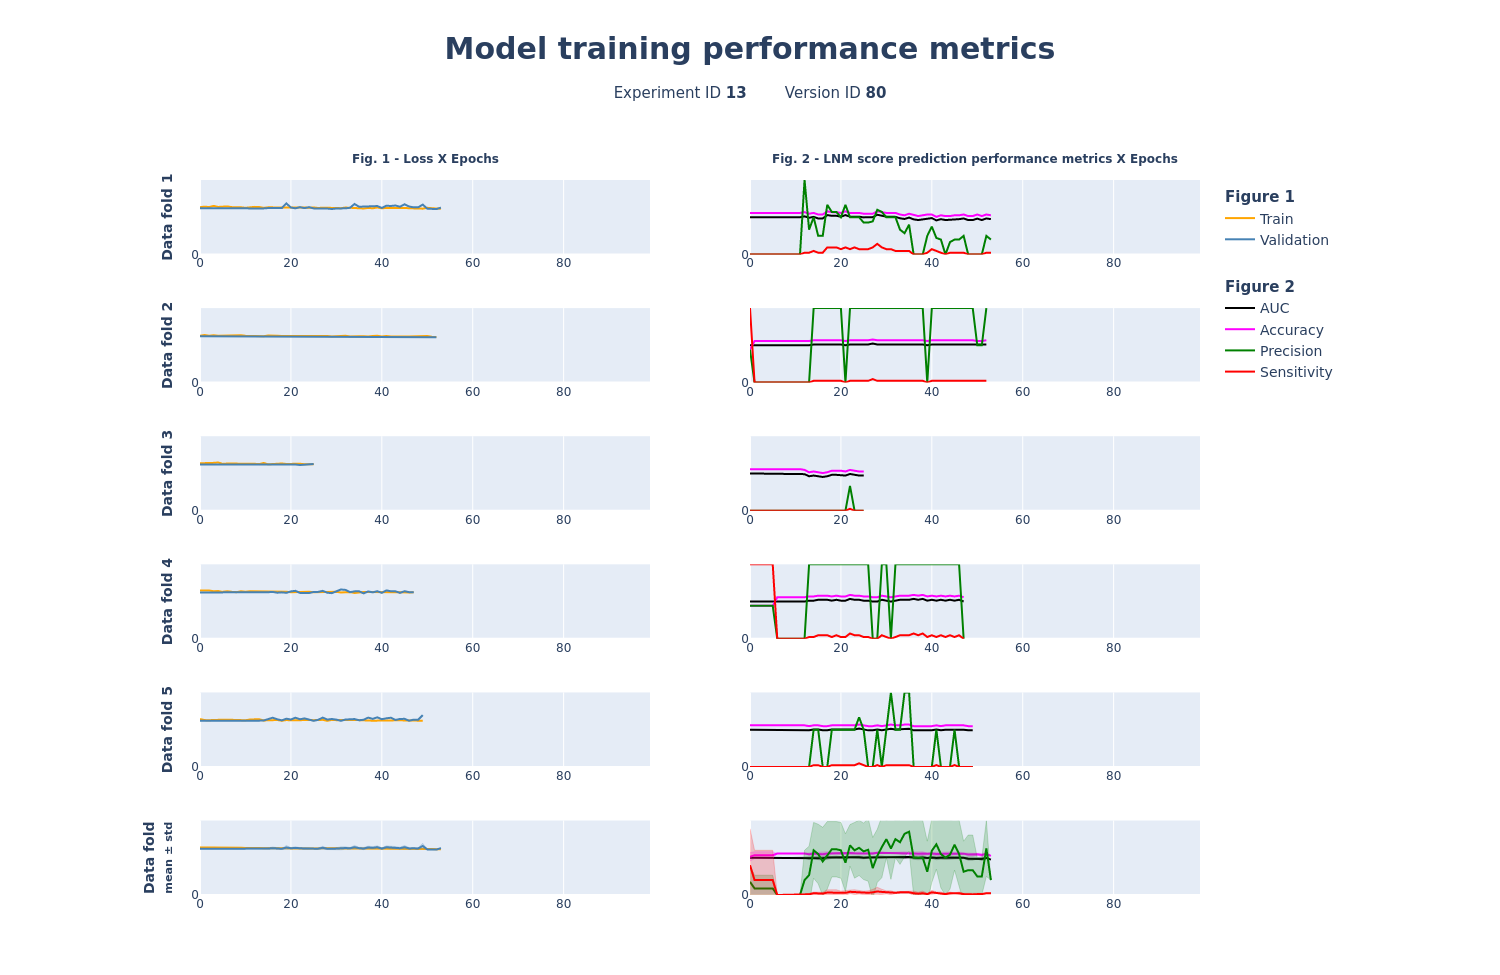 Model training performance metrics
Experiment ID 13 Version ID 80
Fig. 1 - Loss X Epochs
Fig. 2 - LNM score prediction performance metrics X Epochs
Data fold 1
0
0 20 40 60 80
0
0 20 40 60 80
Figure 1
Train
Validation
Figure 2
AUC
Accuracy
Precision
Sensitivity
Data fold 2
0
0 20 40 60 80
0
0 20 40 60 80
Data fold 3
0
0 20 40 60 80
0
0 20 40 60 80
Data fold 4
0
0 20 40 60 80
0
0 20 40 60 80
Data fold 5
0
0 20 40 60 80
0
0 20 40 60 80
Data fold
mean ± std
0
0 20 40 60 80
0
0 20 40 60 80